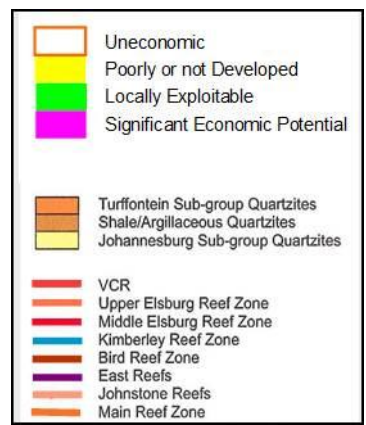 Uneconomic
Poorly or not Developed
Locally Exploitable
Significant Economic Potential
Turffontein Sub-group Quartzites
Shale/Argillaceous Quartzites
Johannesburg Sub-group Quartzites
VCR
Upper Elsburg Reef Zone
Middle Elsburg Reef Zone
Kimberley Reef Zone
Bird Reef Zone
East Reefs
Johnstone Reefs
Main Reef Zone